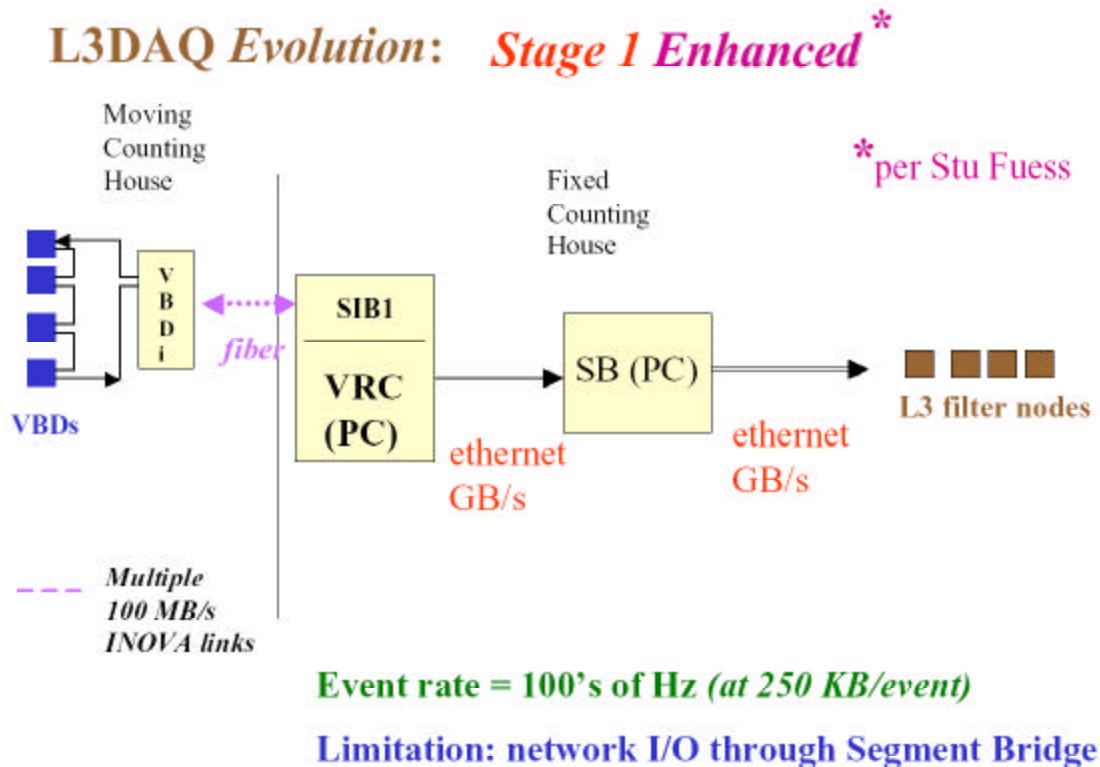 L3DAQ Evolution: Stage 1 Enhanced *
Moving
Counting
House
Fixed
Counting
House
*per Stu Fuess
V
B
D
i
SIB1
fiber
VRC
(PC)
SB (PC)
VBDs
L3 filter nodes
ethernet
GB/s
ethernet
GB/s
Multiple
100 MB/s
INOVA links
Event rate = 100's of Hz (at 250 KB/event)
Limitation: network I/O through Segment Bridge